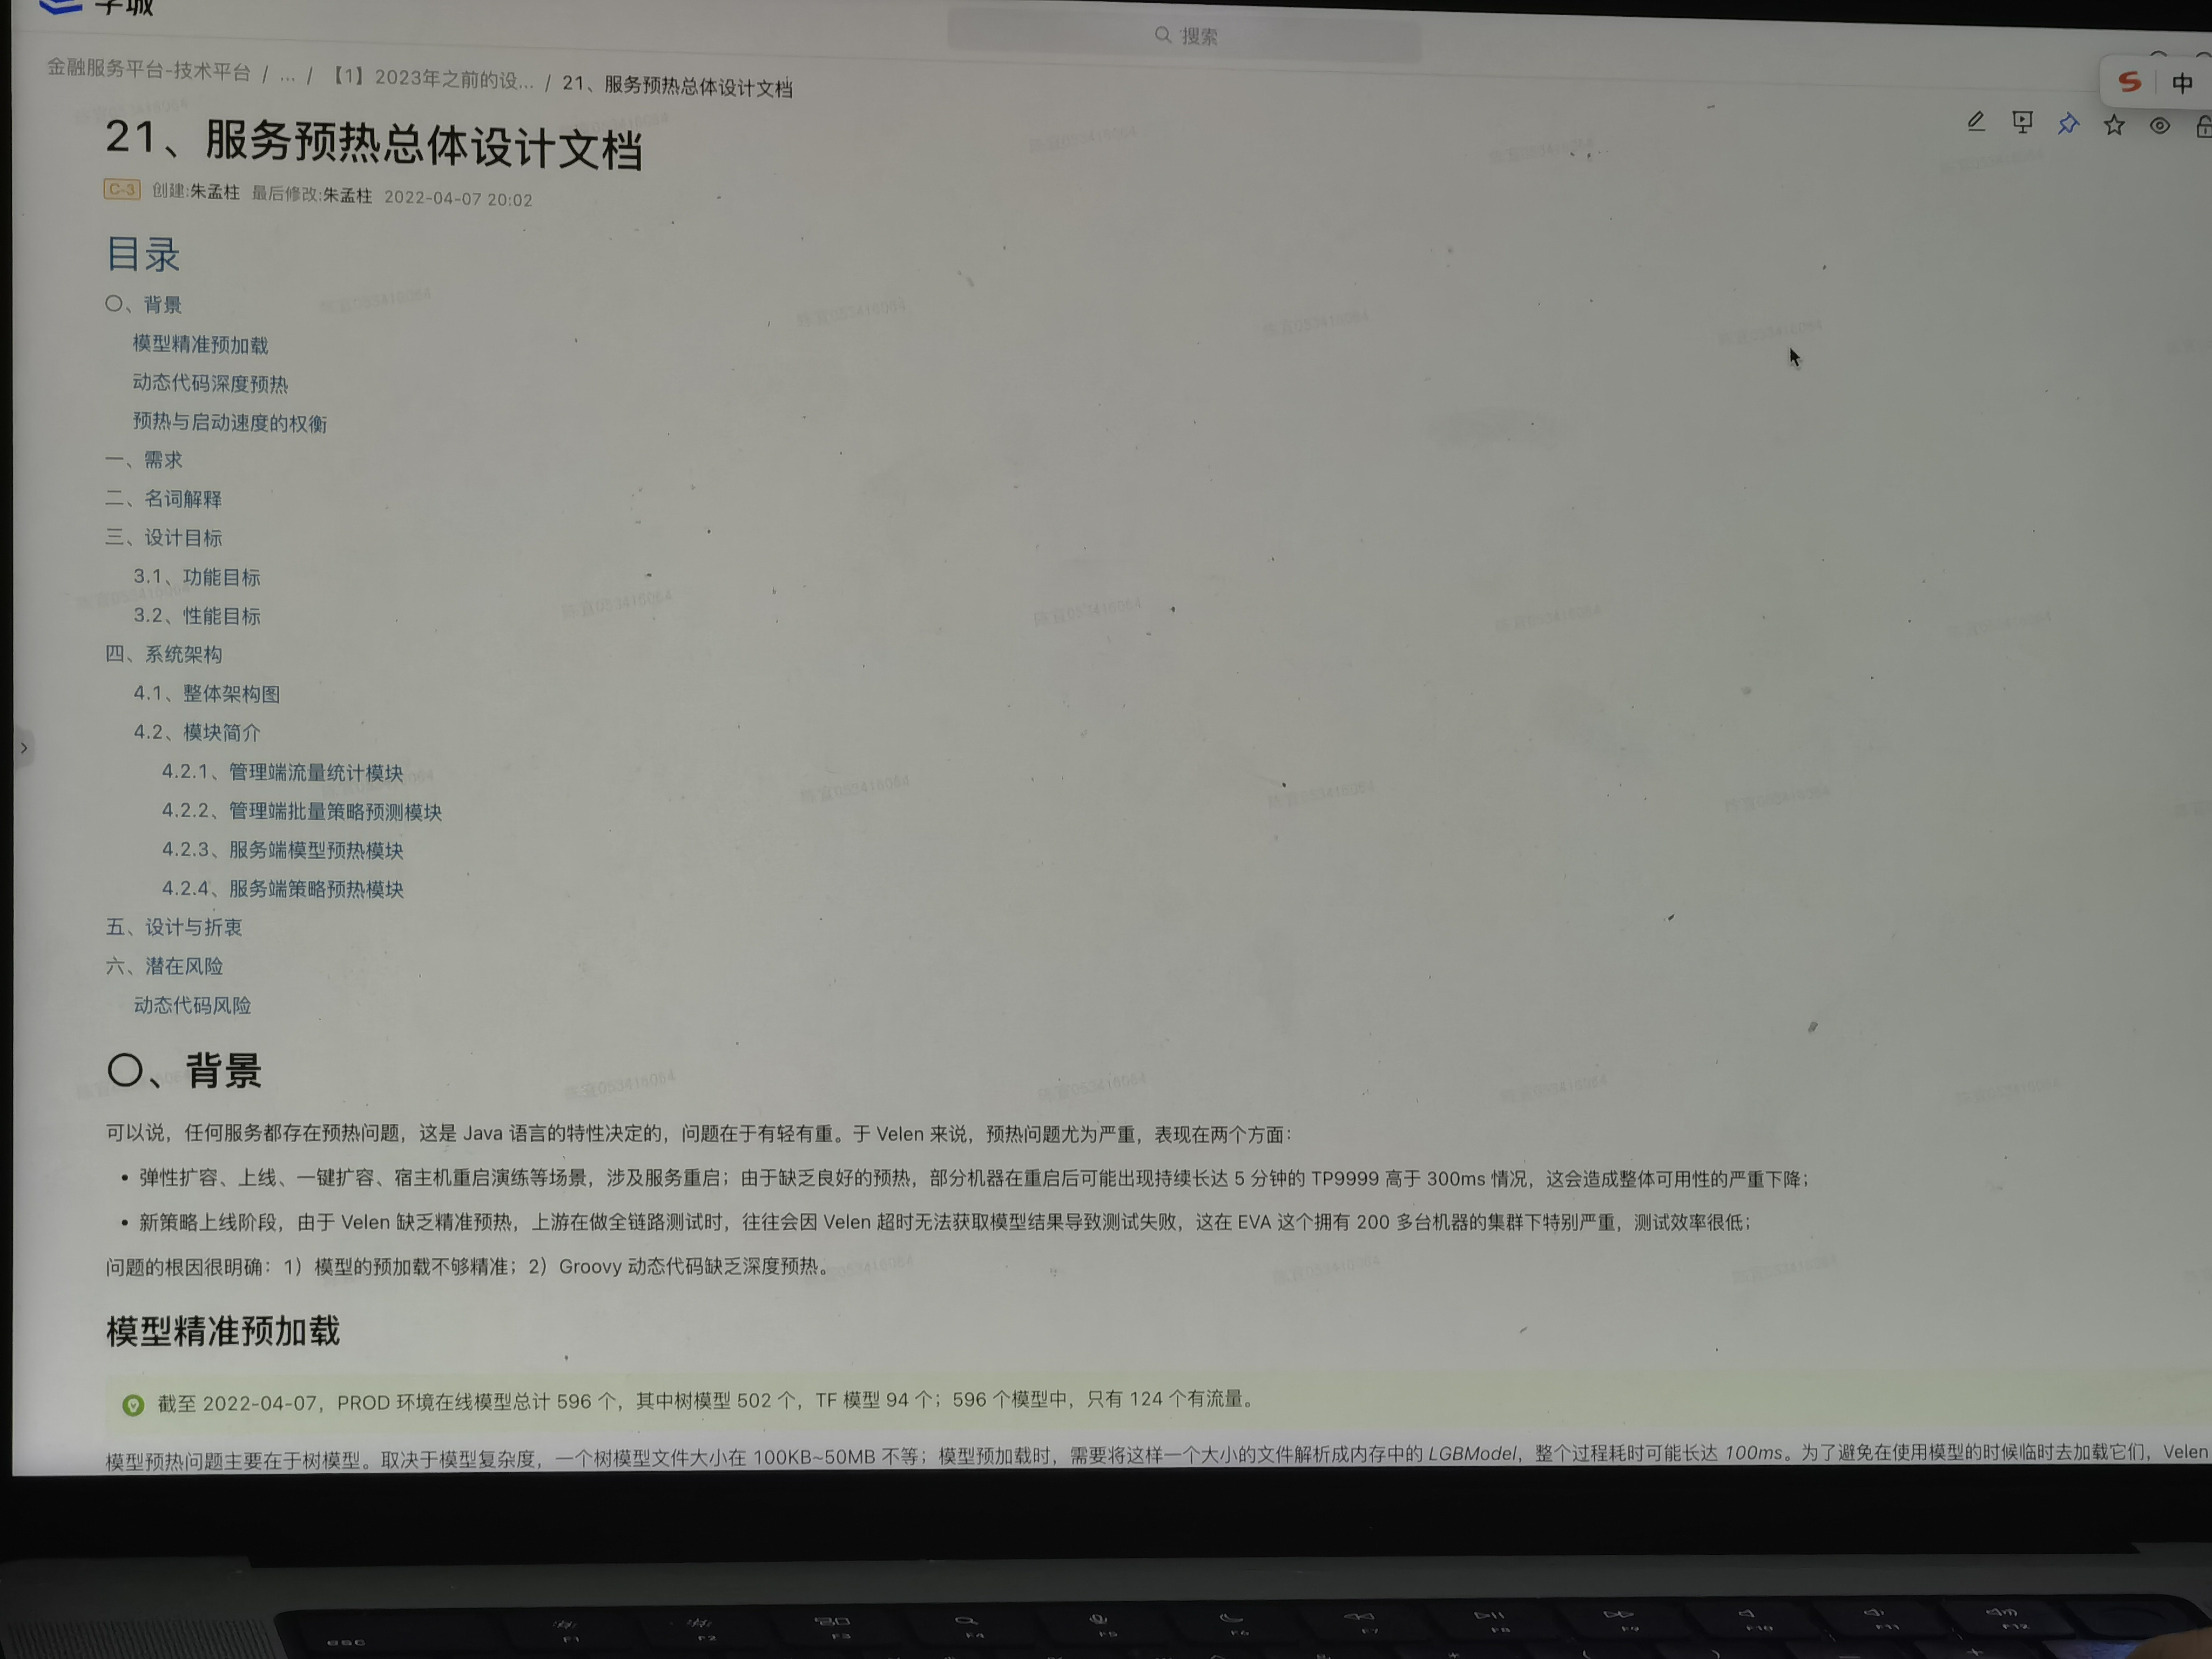 学城
搜索
金融服务平台-技术平台 / ... / 【1】2023年之前的设... / 21、服务预热总体设计文档
中
21、服务预热总体设计文档
C-3 创建:朱孟柱 最后修改:朱孟柱 2022-04-07 20:02
目录
〇、背景
模型精准预加载
动态代码深度预热
预热与启动速度的权衡
一、需求
二、名词解释
三、设计目标
3.1、功能目标
3.2、性能目标
四、系统架构
4.1、整体架构图
4.2、模块简介
4.2.1、管理端流量统计模块
4.2.2、管理端批量策略预测模块
4.2.3、服务端模型预热模块
4.2.4、服务端策略预热模块
五、设计与折衷
六、潜在风险
动态代码风险
〇、背景
可以说，任何服务都存在预热问题，这是 Java 语言的特性决定的，问题在于有轻有重。于 Velen 来说，预热问题尤为严重，表现在两个方面：
• 弹性扩容、上线、一键扩容、宿主机重启演练等场景，涉及服务重启；由于缺乏良好的预热，部分机器在重启后可能出现持续长达 5 分钟的 TP9999 高于 300ms 情况，这会造成整体可用性的严重下降；
• 新策略上线阶段，由于 Velen 缺乏精准预热，上游在做全链路测试时，往往会因 Velen 超时无法获取模型结果导致测试失败，这在 EVA 这个拥有 200 多台机器的集群下特别严重，测试效率很低；
问题的根因很明确：1）模型的预加载不够精准；2）Groovy 动态代码缺乏深度预热。
模型精准预加载
截至 2022-04-07，PROD 环境在线模型总计 596 个，其中树模型 502 个，TF 模型 94 个；596 个模型中，只有 124 个有流量。
模型预热问题主要在于树模型。取决于模型复杂度，一个树模型文件大小在 100KB~50MB 不等；模型预加载时，需要将这样一个大小的文件解析成内存中的 LGBModel，整个过程耗时可能长达 100ms。为了避免在使用模型的时候临时去加载它们，Velen
esc F1 F2 F3 F4 F5 F6 F7 F8 F9 F10 F11 F12